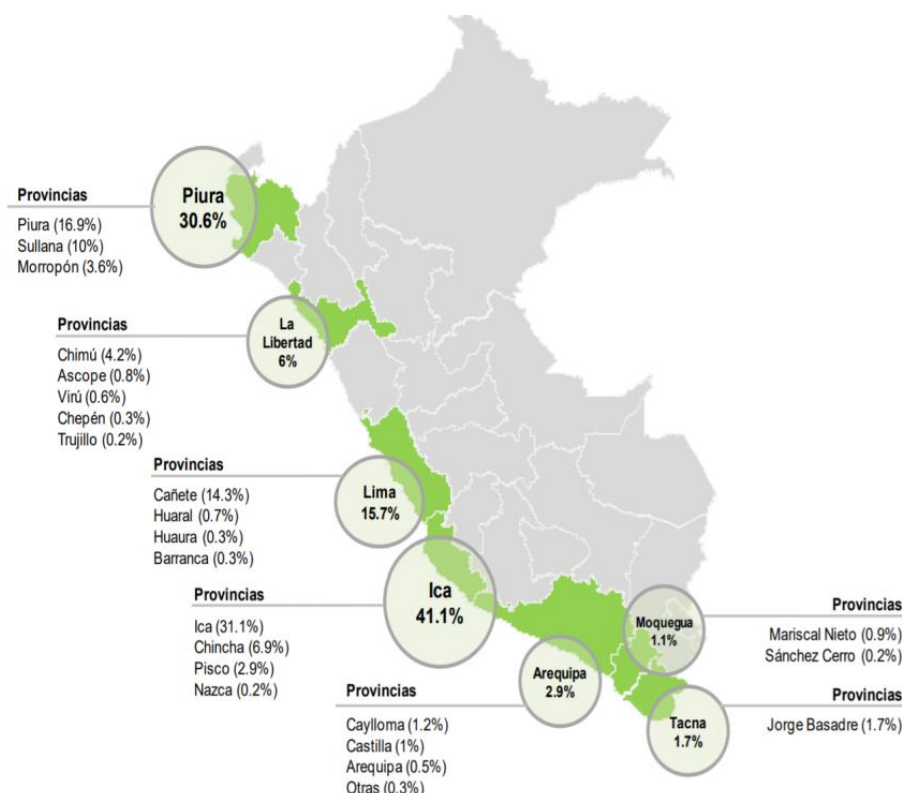 Provincias
Piura (16.9%)
Sullana (10%)
Morropón (3.6%)
Piura
30.6%
Provincias
Chimú (4.2%)
Ascope (0.8%)
Virú (0.6%)
Chepén (0.3%)
Trujillo (0.2%)
La
Libertad
6%
Provincias
Cañete (14.3%)
Huaral (0.7%)
Huaura (0.3%)
Barranca (0.3%)
Lima
15.7%
Provincias
Ica (31.1%)
Chincha (6.9%)
Pisco (2.9%)
Nazca (0.2%)
Ica
41.1%
Provincias
Caylloma (1.2%)
Castilla (1%)
Arequipa (0.5%)
Otras (0.3%)
Arequipa
2.9%
Moquegua
1.1%
Provincias
Mariscal Nieto (0.9%)
Sánchez Cerro (0.2%)
Tacna
1.7%
Provincias
Jorge Basadre (1.7%)